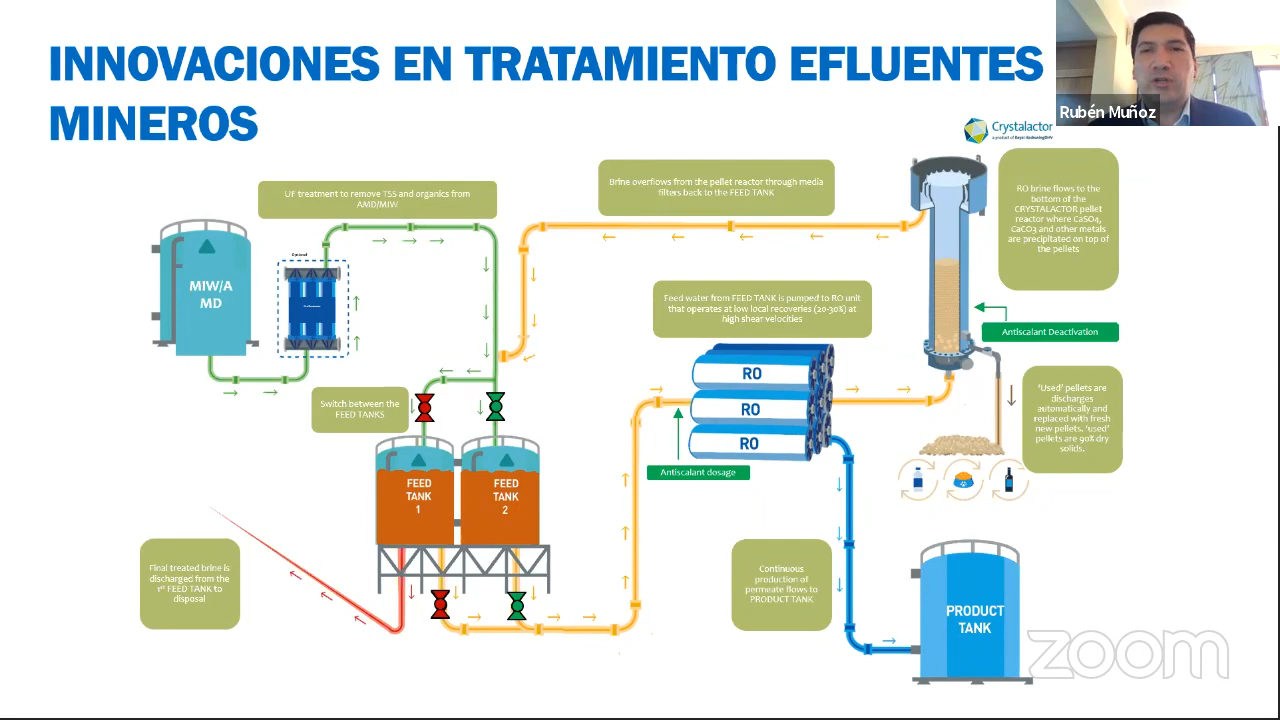 INNOVACIONES EN TRATAMIENTO EFLUENTES
MINEROS
Rubén Muñoz
Crystalactor
a product of Royal HaskoningDHV
UF treatment to remove TSS and organics from
AMD/MIW
Brine overflows from the pellet reactor through media
filters back to the FEED TANK
RO brine flows to the
bottom of the
CRYSTALACTOR pellet
reactor where CaSO4,
CaCO3 and other metals
are precipitated on top of
the pellets
Optional
MIW/A
MD
Feed water from FEED TANK is pumped to RO unit
that operates at low local recoveries (20-30%) at
high shear velocities
Antiscalant Deactivation
RO
RO
RO
Switch between the
FEED TANKS
'Used' pellets are
discharges
automatically and
replaced with fresh
new pellets. 'used'
pellets are 90% dry
solids.
Antiscalant dosage
FEED
TANK
1
FEED
TANK
2
Final treated brine is
discharged from the
1st FEED TANK to
disposal
Continuous
production of
permeate flows to
PRODUCT TANK
PRODUCT
TANK
zoom